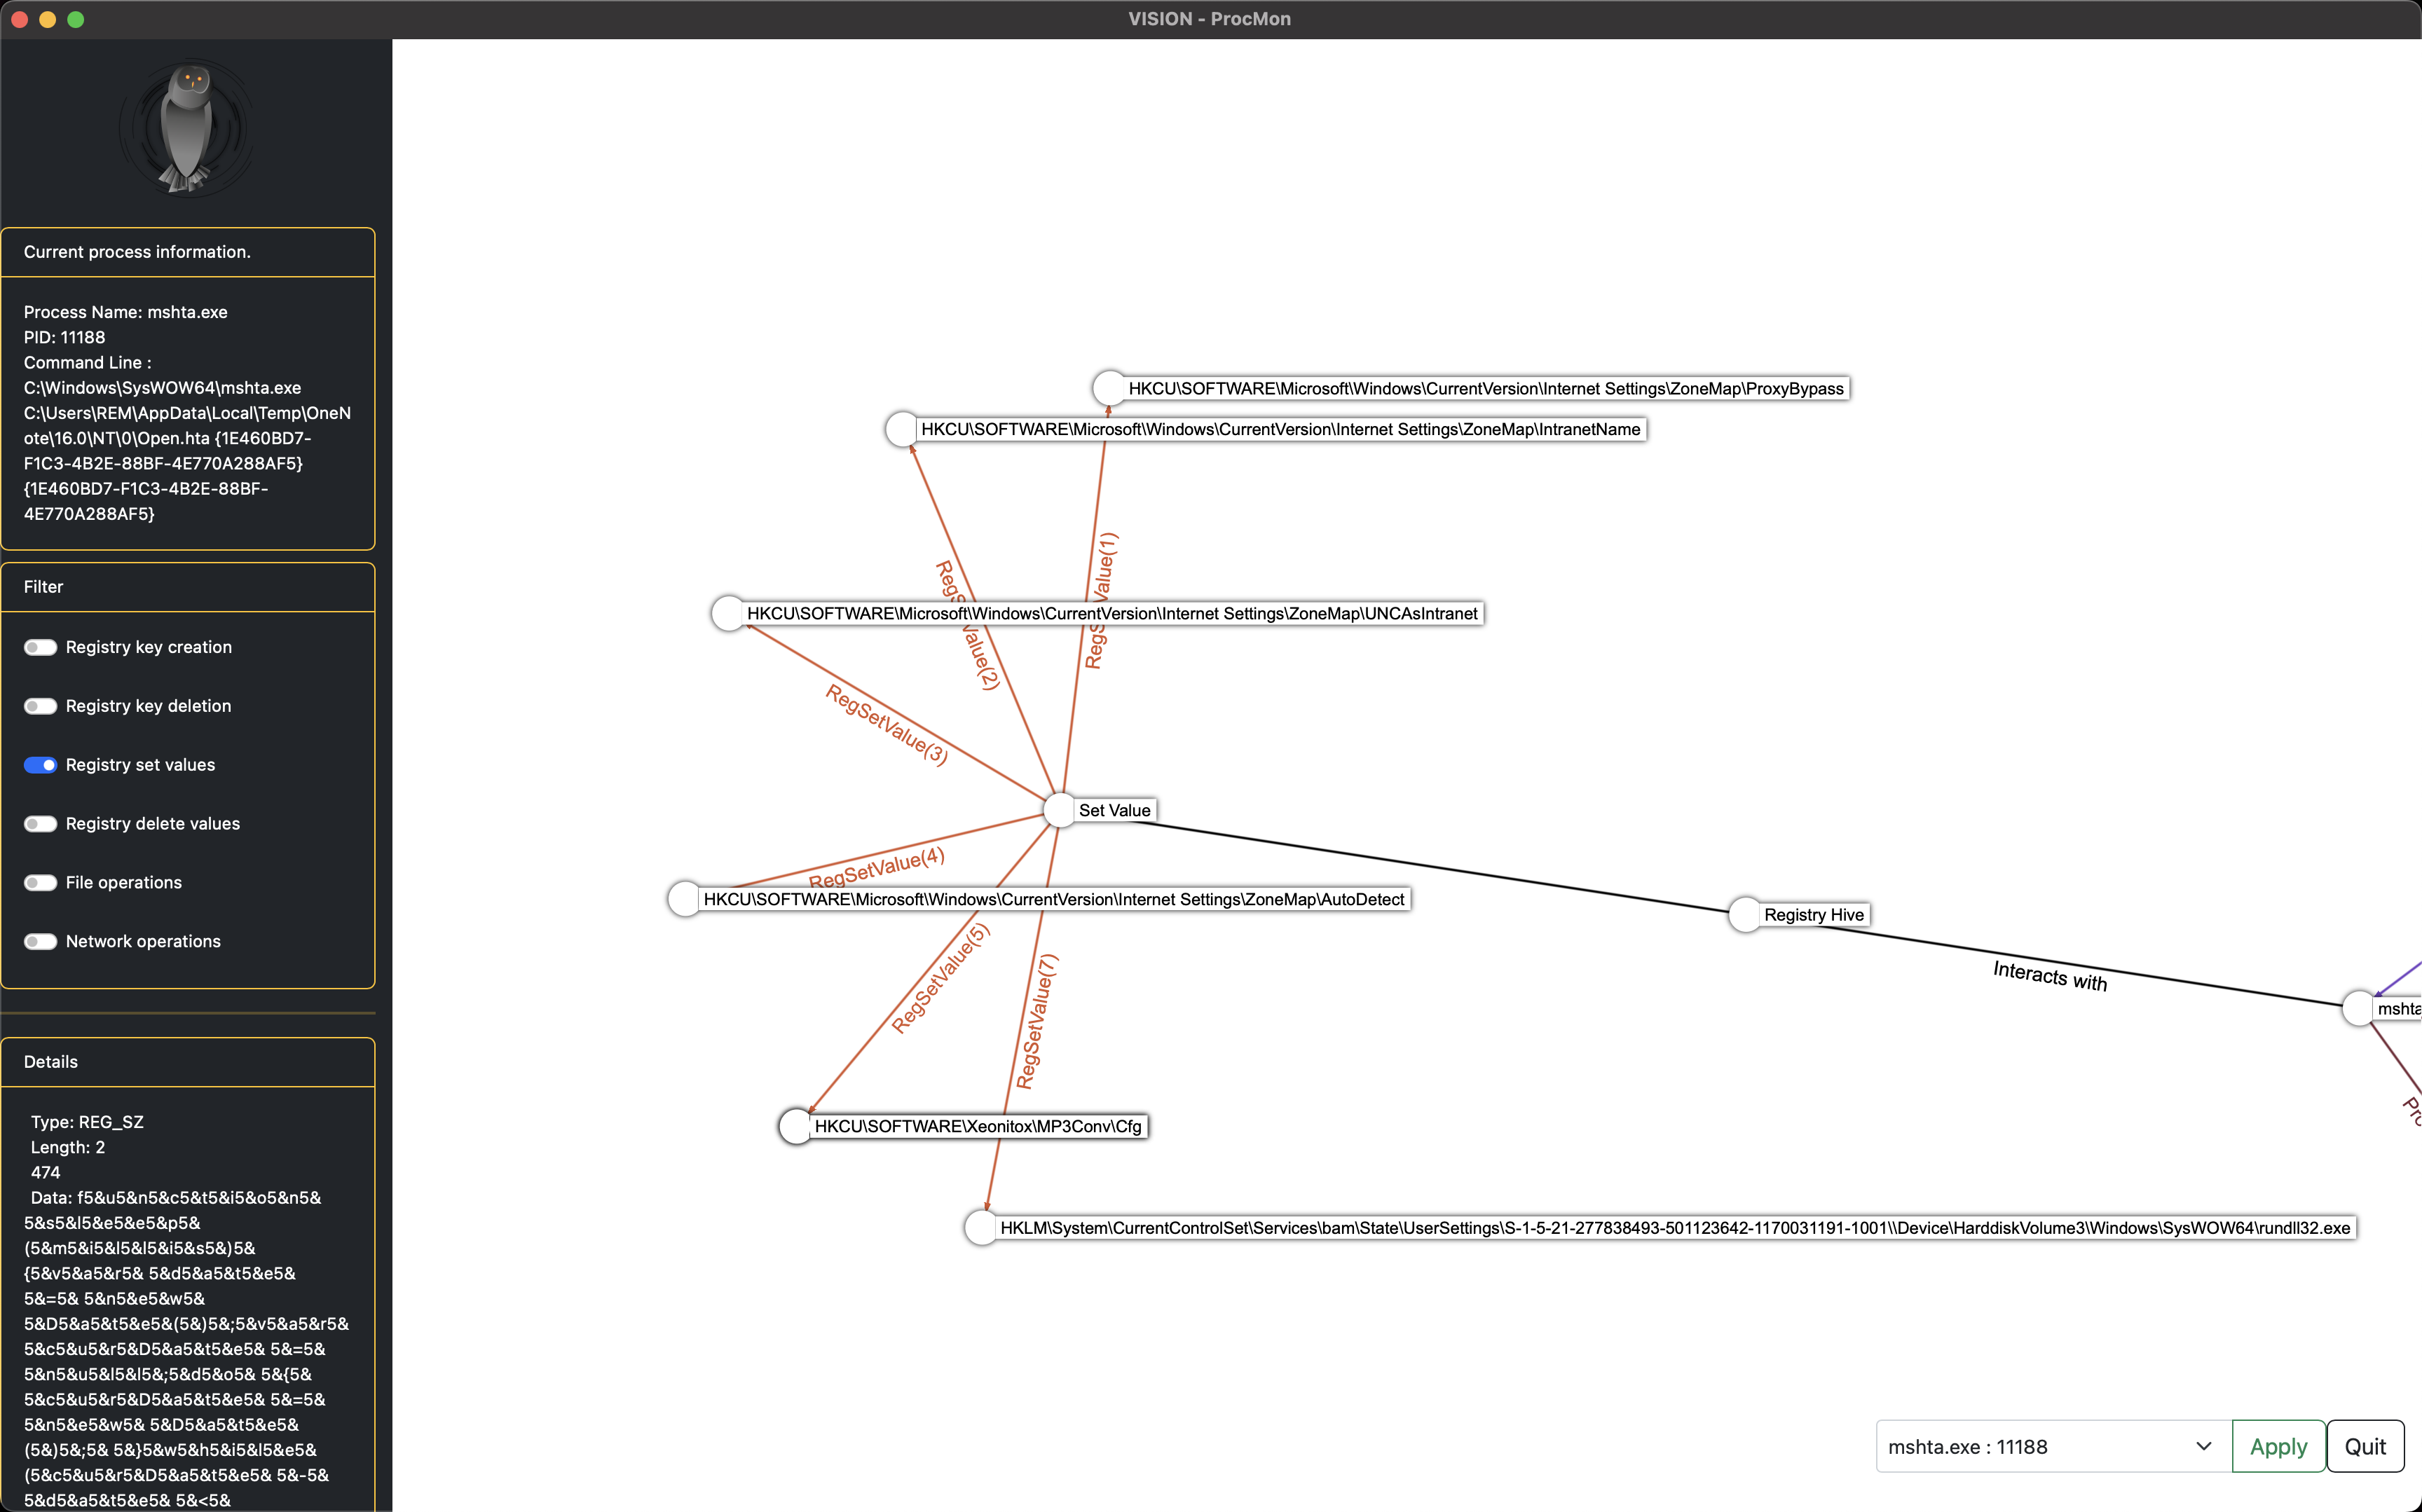 VISION - ProcMon
Current process information.
Process Name: mshta.exe
PID: 11188
Command Line :
C:\Windows\SysWOW64\mshta.exe
C:\Users\REM\AppData\Local\Temp\OneN
ote\16.0\NT\0\Open.hta {1E460BD7-
F1C3-4B2E-88BF-4E770A288AF5}
{1E460BD7-F1C3-4B2E-88BF-
4E770A288AF5}
Filter
Registry key creation
Registry key deletion
Registry set values
Registry delete values
File operations
Network operations
Details
Type: REG_SZ
Length: 2
474
Data: f5&u5&n5&c5&t5&i5&o5&n5&
5&s5&l5&e5&e5&p5&
(5&m5&i5&l5&l5&i5&s5&)5&
{5&v5&a5&r5& 5&d5&a5&t5&e5&
5&=5& 5&n5&e5&w5&
5&D5&a5&t5&e5&(5&)5&;5&v5&a5&r5&
5&c5&u5&r5&D5&a5&t5&e5& 5&=5&
5&n5&u5&l5&l5&;5&d5&o5& 5&{5&
5&c5&u5&r5&D5&a5&t5&e5& 5&=5&
5&n5&e5&w5& 5&D5&a5&t5&e5&
(5&)5&;5& 5&}5&w5&h5&i5&l5&e5&
(5&c5&u5&r5&D5&a5&t5&e5& 5&-5&
5&d5&a5&t5&e5& 5&<5&
HKCU\SOFTWARE\Microsoft\Windows\CurrentVersion\Internet Settings\ZoneMap\ProxyBypass
HKCU\SOFTWARE\Microsoft\Windows\CurrentVersion\Internet Settings\ZoneMap\IntranetName
RegSetValue(1)
RegSetValue(2)
HKCU\SOFTWARE\Microsoft\Windows\CurrentVersion\Internet Settings\ZoneMap\UNCAsIntranet
RegSetValue(3)
Set Value
RegSetValue(4)
HKCU\SOFTWARE\Microsoft\Windows\CurrentVersion\Internet Settings\ZoneMap\AutoDetect
Registry Hive
RegSetValue(5)
Interacts with
RegSetValue(7)
mshta
HKCU\SOFTWARE\Xeonitox\MP3Conv\Cfg
HKLM\System\CurrentControlSet\Services\bam\State\UserSettings\S-1-5-21-277838493-501123642-1170031191-1001\\Device\HarddiskVolume3\Windows\SysWOW64\rundll32.exe
mshta.exe : 11188
Apply
Quit